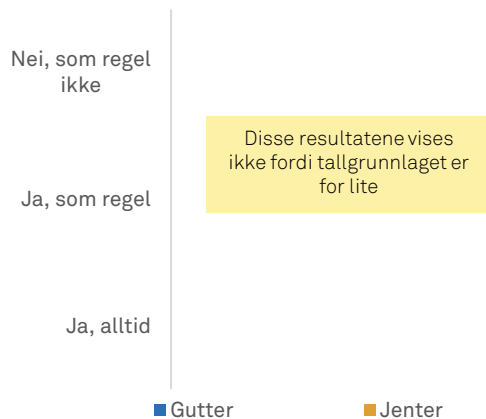 Nei, som regel
ikke
Disse resultatene vises
ikke fordi tallgrunnlaget er
for lite
Ja, som regel
Ja, alltid
Gutter
Jenter